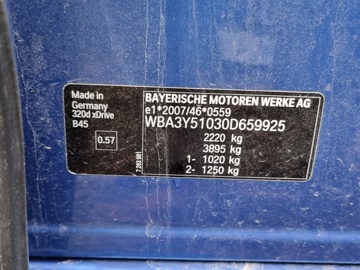 Made in
Germany
320d xDrive
B45
0.57
BAYERISCHE MOTOREN WERKE AG
e1*2007/46*0559
WBA3Y51030D659925
2220 kg
3895 kg
1- 1020 kg
2- 1250 kg